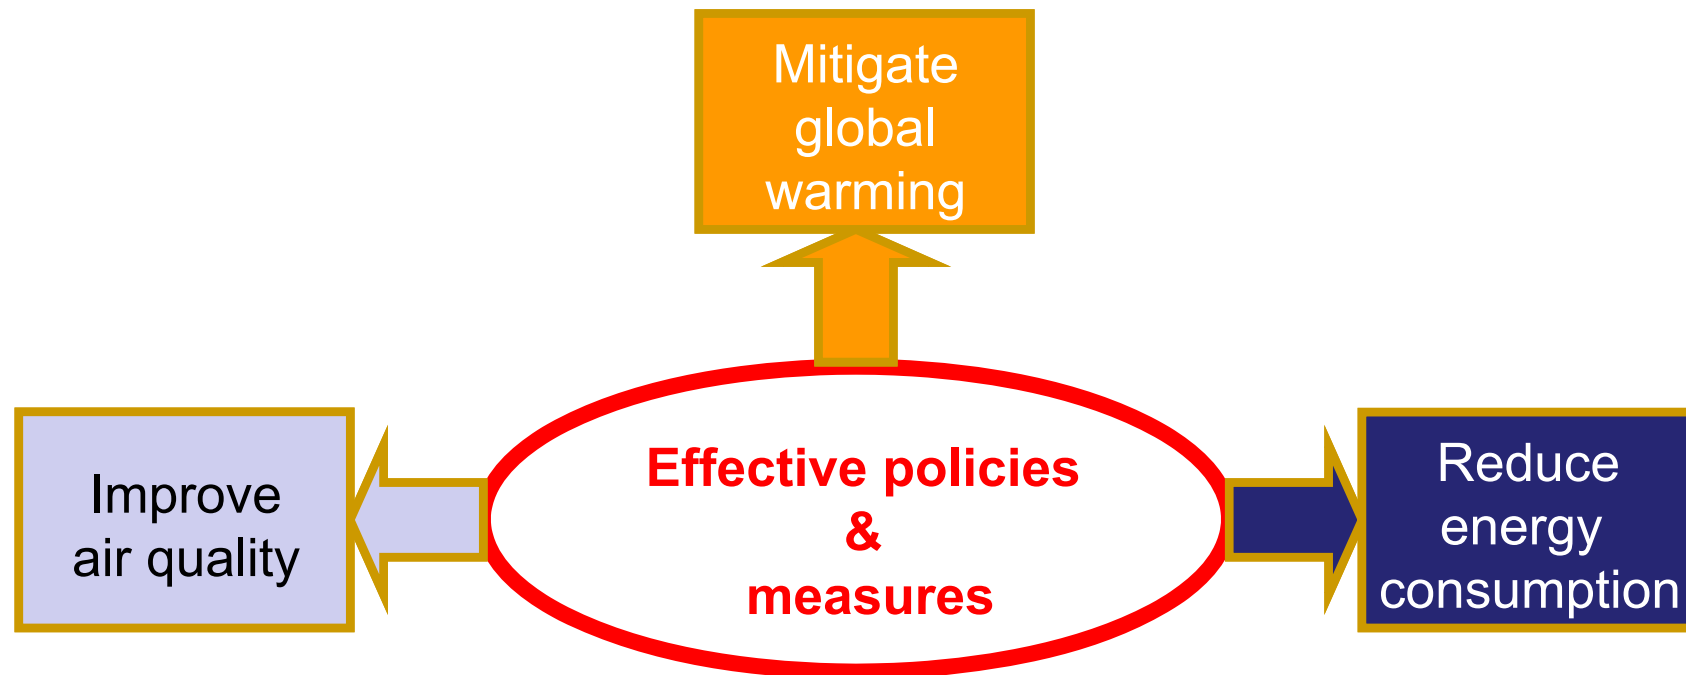 Mitigate
global
warming
Improve
air quality
Effective policies
&
measures
Reduce
energy
consumption